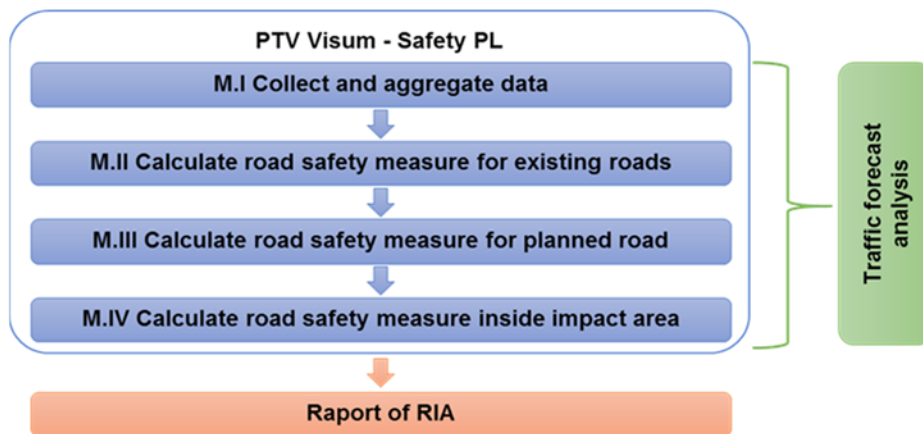 PTV Visum - Safety PL
M.I Collect and aggregate data
M.II Calculate road safety measure for existing roads
M.III Calculate road safety measure for planned road
M.IV Calculate road safety measure inside impact area
Raport of RIA
Traffic forecast
analysis